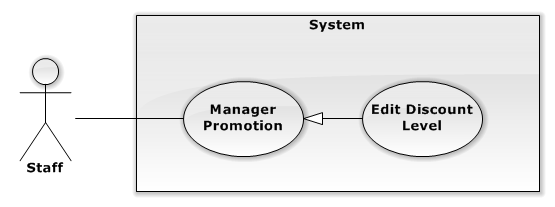 System
Manager
Promotion
Edit Discount
Level
Staff